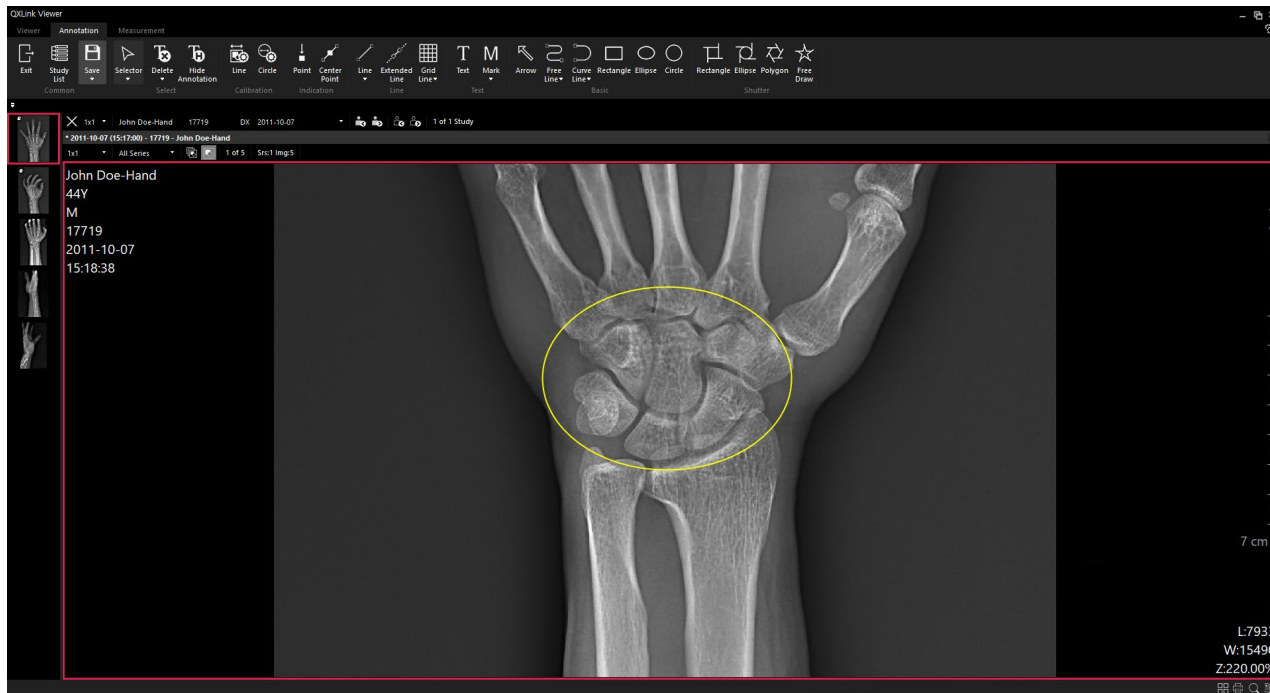 QXLink Viewer
Viewer Annotation Measurement
Exit Study List Save Selector Delete Hide Annotation Line Circle Point Center Point Line Extended Line Grid Line Text Mark Arrow Free Line Curve Line Rectangle Ellipse Circle Rectangle Ellipse Polygon Free Draw
Common Select Calibration Indication Line Text Basic Shutter
1x1 John Doe-Hand 17719 DX 2011-10-07 1 of 1 Study
* 2011-10-07 (15:17:00) - 17719 - John Doe-Hand
1x1 All Series 1 of 5 Srs:1 Img:5
John Doe-Hand
44Y
M
17719
2011-10-07
15:18:38
7 cm
L:793
W:1549
Z:220.00%